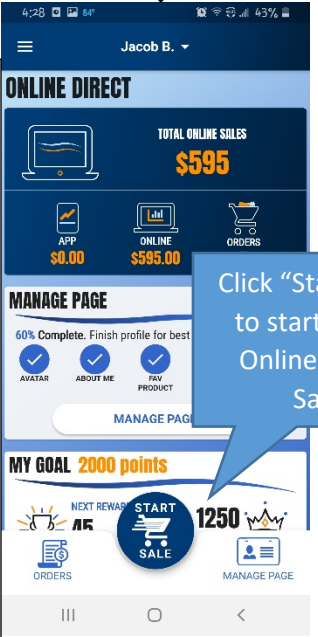 4:28 84° 43%
Jacob B.
ONLINE DIRECT
TOTAL ONLINE SALES
$595
APP ONLINE ORDERS
$0.00 $595.00
Click “Sta
to start
Online
Sa
MANAGE PAGE
60% Complete. Finish profile for best
AVATAR ABOUT ME FAV
PRODUCT
MANAGE PAG
MY GOAL 2000 points
NEXT REWAR
45 1250
START
SALE
ORDERS MANAGE PAGE